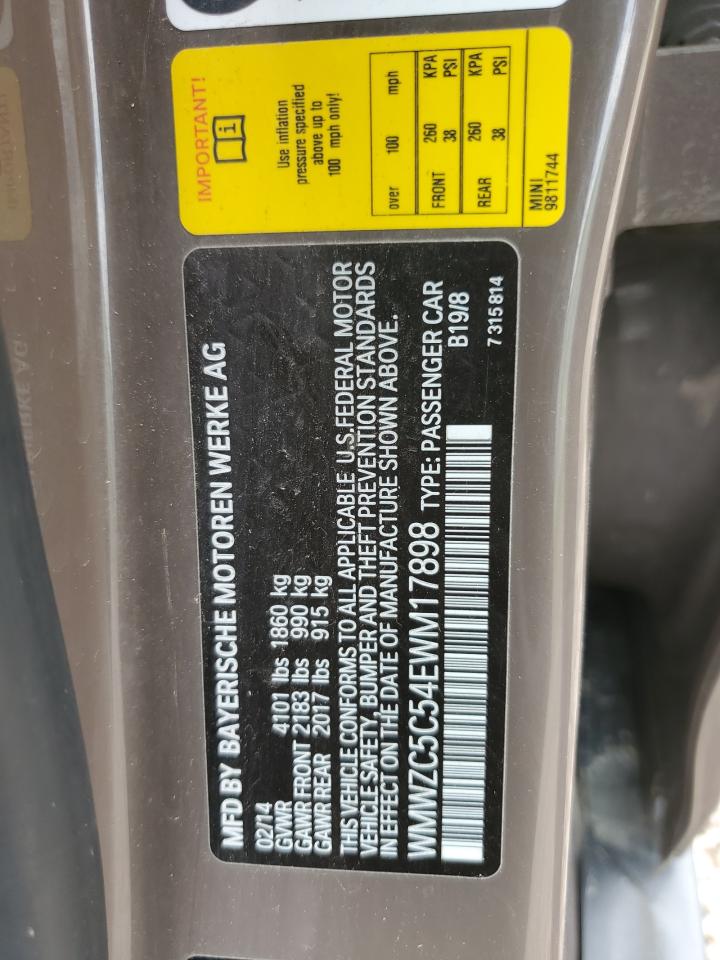 IMPORTANT!
Use inflation
pressure specified
above up to
100 mph only!
over 100 mph
FRONT 260 KPA
38 PSI
REAR 260 KPA
38 PSI
MINI
9811744
MFD BY BAYERISCHE MOTOREN WERKE AG
02/14
GVWR 4101 lbs 1860 kg
GAWR FRONT 2183 lbs 990 kg
GAWR REAR 2017 lbs 915 kg
THIS VEHICLE CONFORMS TO ALL APPLICABLE U.S. FEDERAL MOTOR
VEHICLE SAFETY, BUMPER AND THEFT PREVENTION STANDARDS
IN EFFECT ON THE DATE OF MANUFACTURE SHOWN ABOVE.
WMWZC5C54EWM17898 TYPE: PASSENGER CAR
B19/8
7 315 814